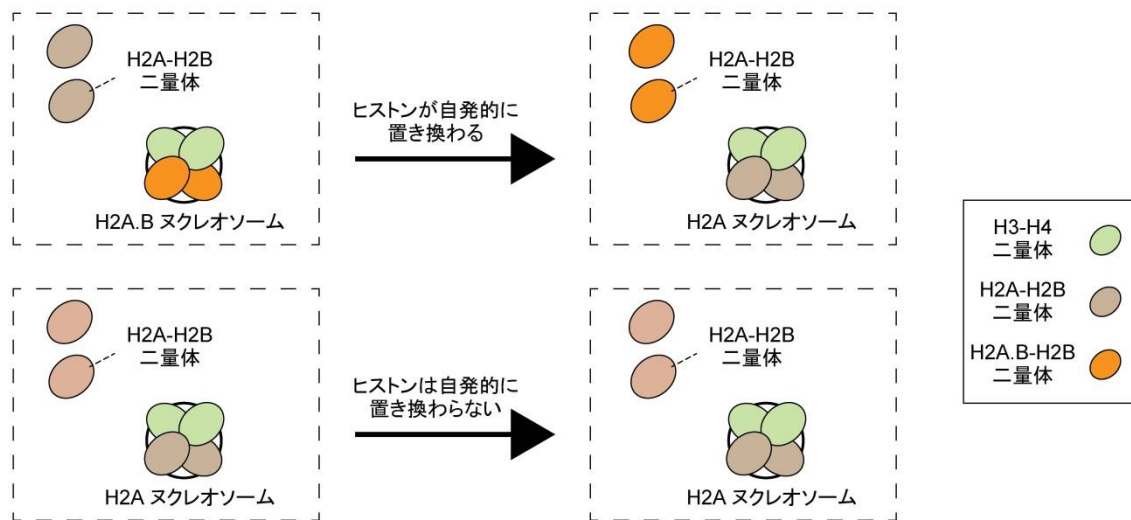 H2A-H2B
二量体
H2A.B ヌクレオソーム
ヒストンが自発的に
置き換わる
H2A-H2B
二量体
H2A ヌクレオソーム
H2A-H2B
二量体
H2A ヌクレオソーム
ヒストンは自発的に
置き換わらない
H2A-H2B
二量体
H2A ヌクレオソーム
H3-H4
二量体
H2A-H2B
二量体
H2A.B-H2B
二量体